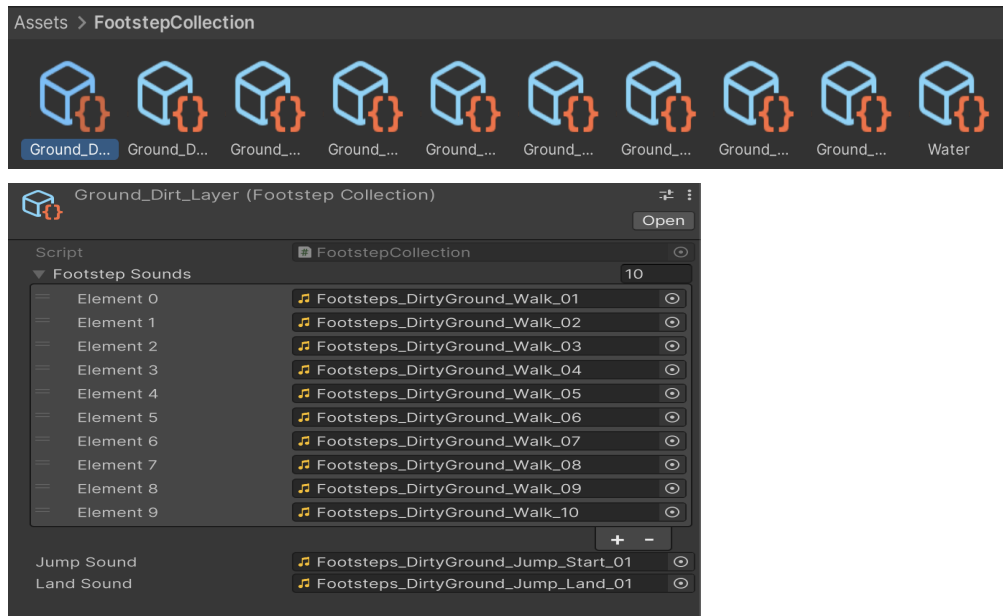 Assets > FootstepCollection
Ground_D... Ground_D... Ground_... Ground_... Ground_... Ground_... Ground_... Ground_... Ground_... Water
Ground_Dirt_Layer (Footstep Collection)
Open
Script FootstepCollection
Footstep Sounds 10
Element 0 Footsteps_DirtyGround_Walk_01
Element 1 Footsteps_DirtyGround_Walk_02
Element 2 Footsteps_DirtyGround_Walk_03
Element 3 Footsteps_DirtyGround_Walk_04
Element 4 Footsteps_DirtyGround_Walk_05
Element 5 Footsteps_DirtyGround_Walk_06
Element 6 Footsteps_DirtyGround_Walk_07
Element 7 Footsteps_DirtyGround_Walk_08
Element 8 Footsteps_DirtyGround_Walk_09
Element 9 Footsteps_DirtyGround_Walk_10
+ -
Jump Sound Footsteps_DirtyGround_Jump_Start_01
Land Sound Footsteps_DirtyGround_Jump_Land_01